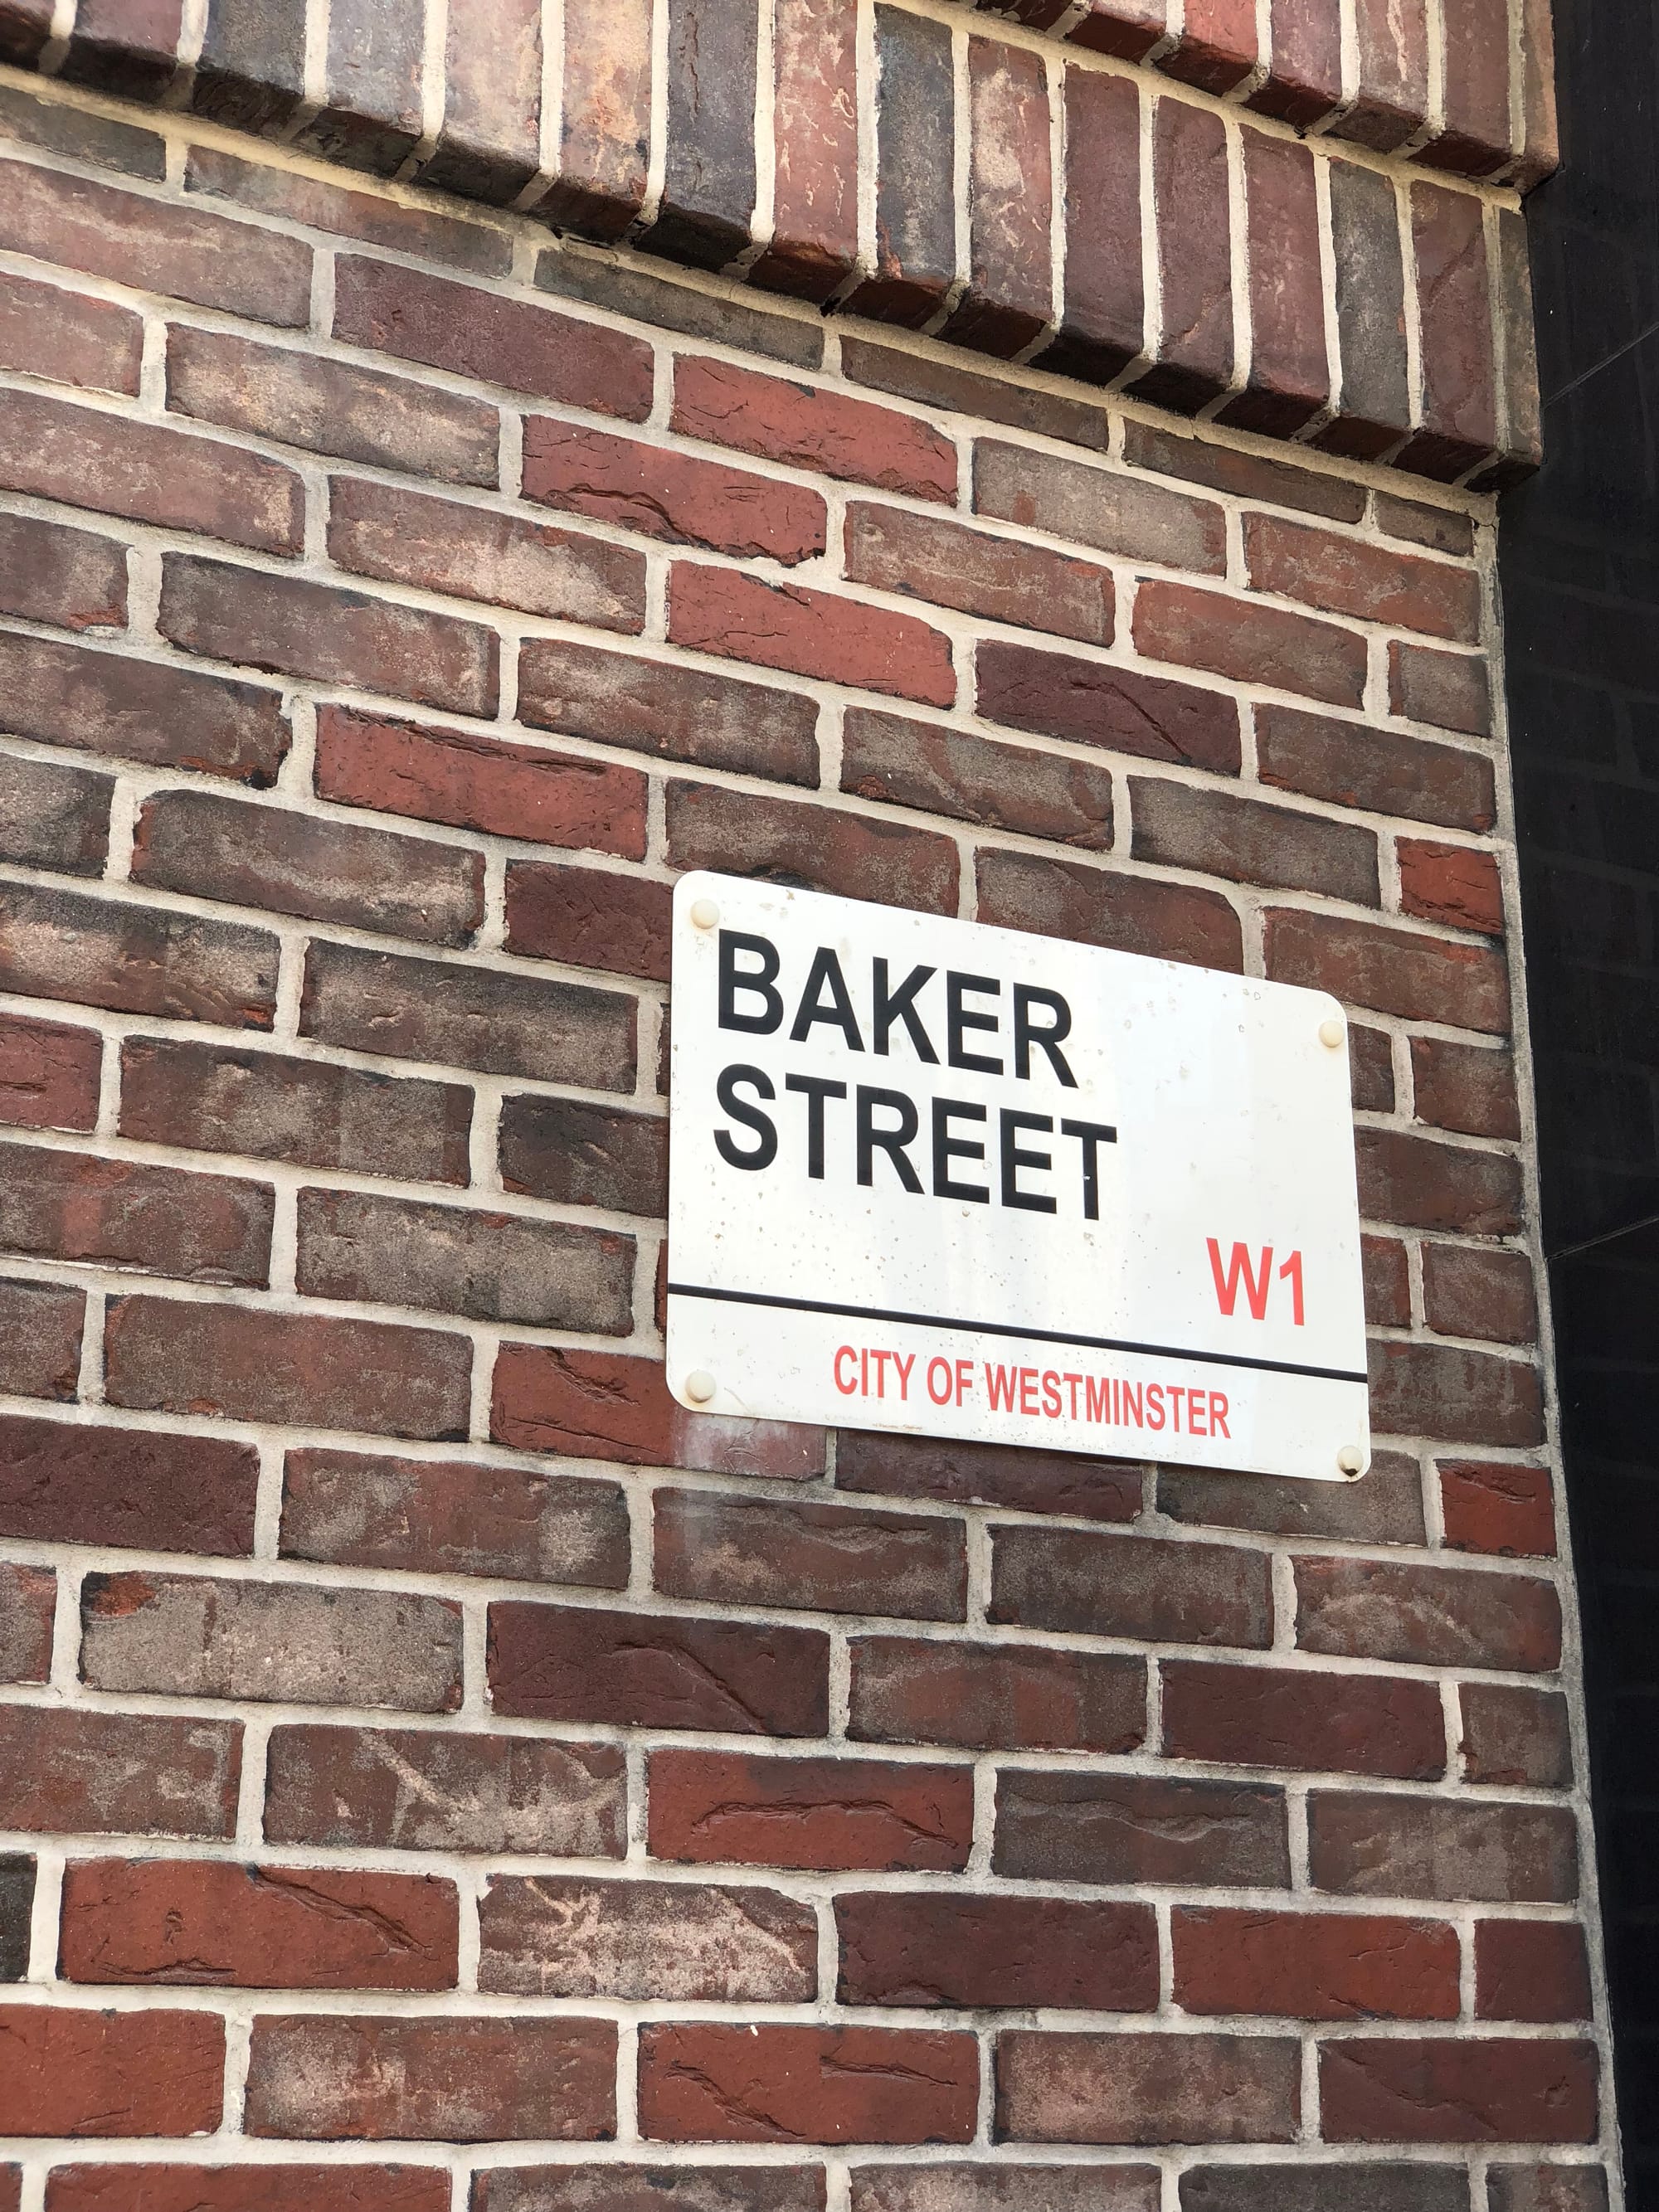 BAKER
STREET
W1
CITY OF WESTMINSTER